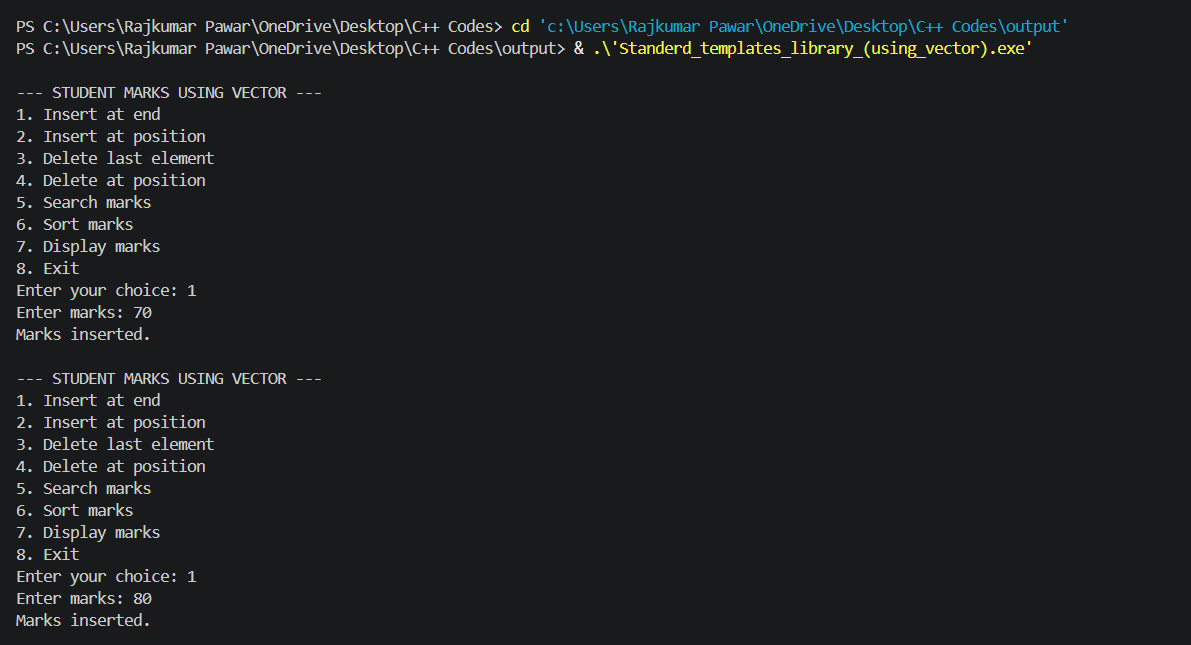 PS C:\Users\Rajkumar Pawar\OneDrive\Desktop\C++ Codes> cd 'c:\Users\Rajkumar Pawar\OneDrive\Desktop\C++ Codes\output'
PS C:\Users\Rajkumar Pawar\OneDrive\Desktop\C++ Codes\output> & .\'Standerd_templates_library_(using_vector).exe'
--- STUDENT MARKS USING VECTOR ---
1. Insert at end
2. Insert at position
3. Delete last element
4. Delete at position
5. Search marks
6. Sort marks
7. Display marks
8. Exit
Enter your choice: 1
Enter marks: 70
Marks inserted.
--- STUDENT MARKS USING VECTOR ---
1. Insert at end
2. Insert at position
3. Delete last element
4. Delete at position
5. Search marks
6. Sort marks
7. Display marks
8. Exit
Enter your choice: 1
Enter marks: 80
Marks inserted.